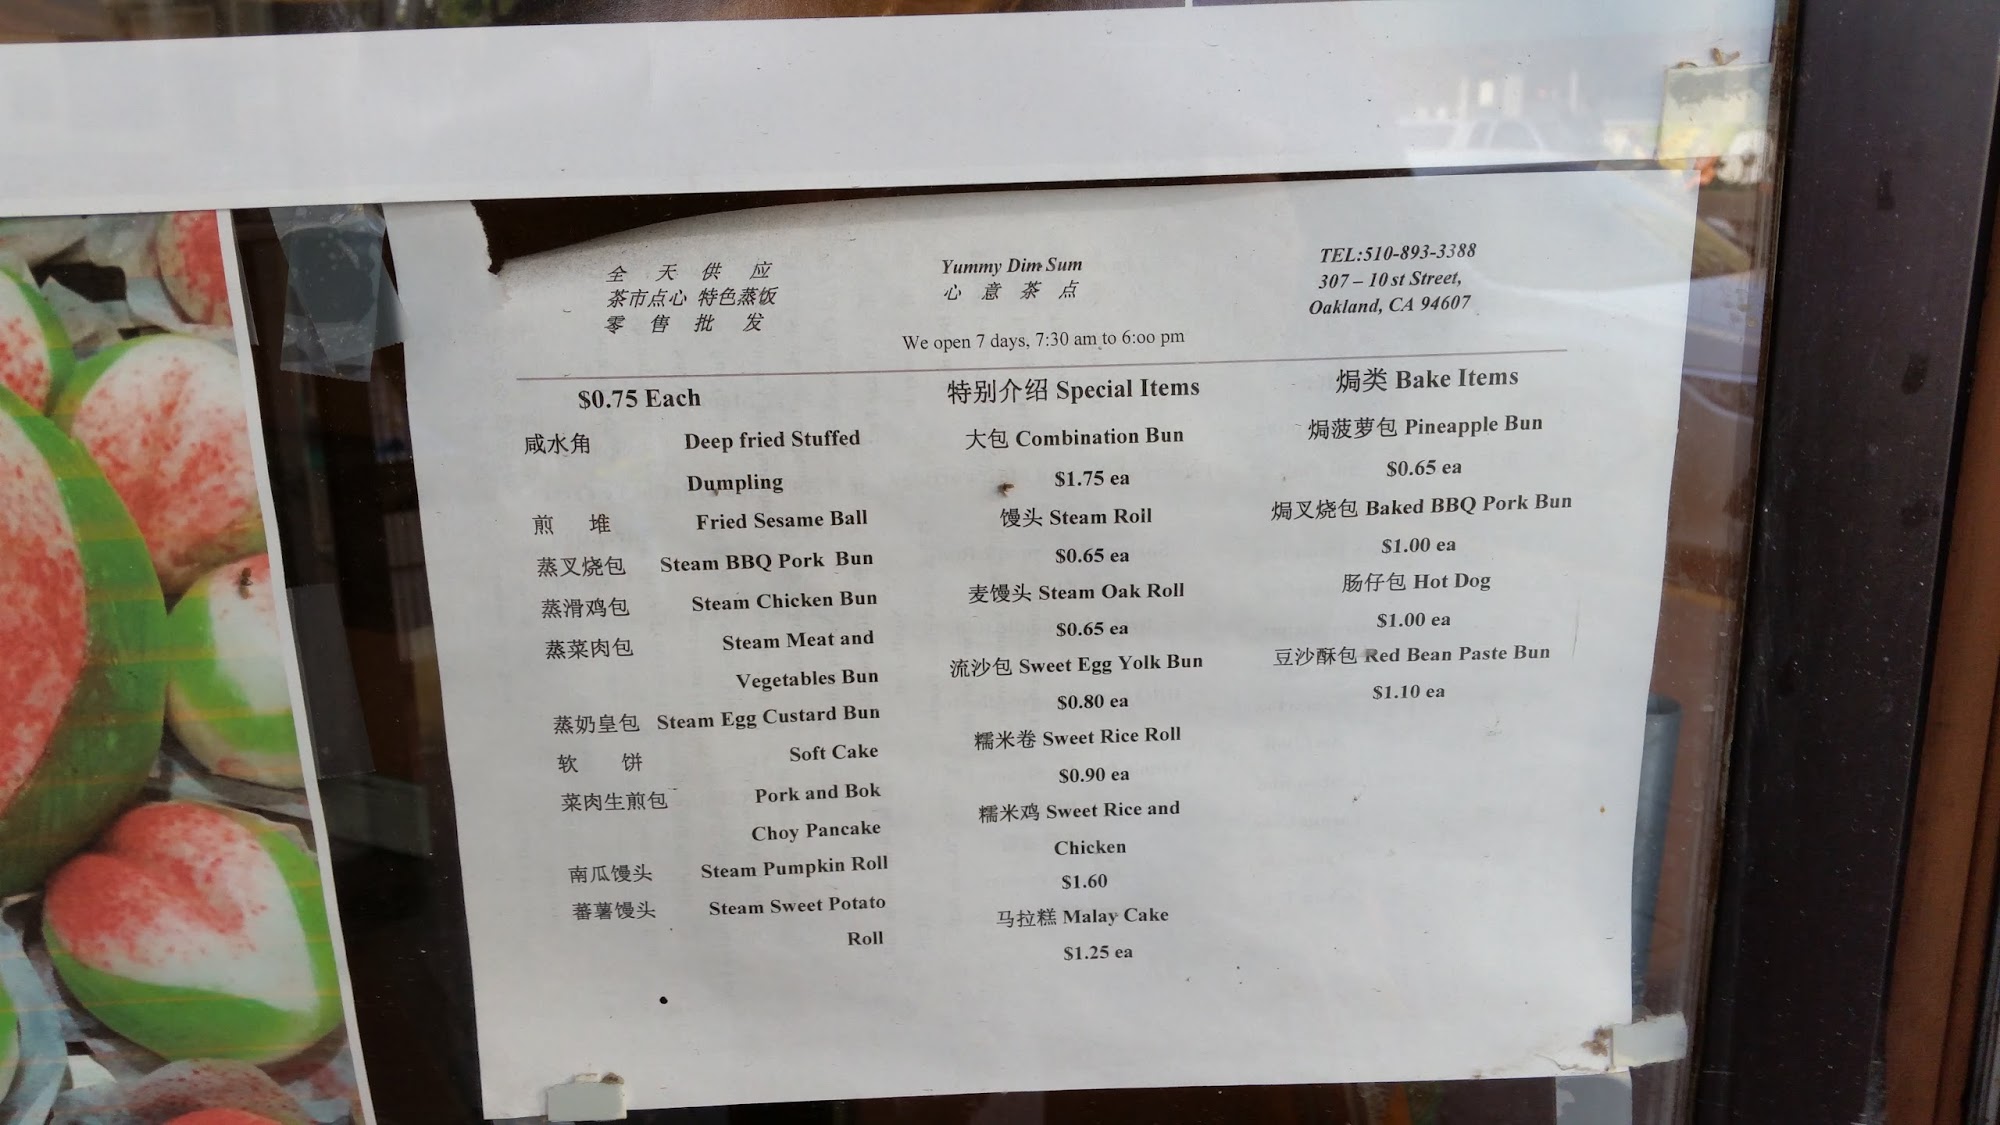 全 天 供 应
茶市点心 特色蒸饭
零 售 批 发
Yummy Dim Sum
心 意 茶 点
TEL:510-893-3388
307 – 10 st Street,
Oakland, CA 94607
We open 7 days, 7:30 am to 6:oo pm
$0.75 Each
咸水角 Deep fried Stuffed
Dumpling
煎 堆 Fried Sesame Ball
蒸叉烧包 Steam BBQ Pork Bun
蒸滑鸡包 Steam Chicken Bun
蒸菜肉包 Steam Meat and
Vegetables Bun
蒸奶皇包 Steam Egg Custard Bun
软 饼 Soft Cake
菜肉生煎包 Pork and Bok
Choy Pancake
南瓜馒头 Steam Pumpkin Roll
蕃薯馒头 Steam Sweet Potato
Roll
特别介绍 Special Items
大包 Combination Bun
$1.75 ea
馒头 Steam Roil
$0.65 ea
麦馒头 Steam Oak Roll
$0.65 ea
流沙包 Sweet Egg Yolk Bun
$0.80 ea
糯米卷 Sweet Rice Roll
$0.90 ea
糯米鸡 Sweet Rice and
Chicken
$1.60
马拉糕 Malay Cake
$1.25 ea
焗类 Bake Items
焗菠萝包 Pineapple Bun
$0.65 ea
焗叉烧包 Baked BBQ Pork Bun
$1.00 ea
肠仔包 Hot Dog
$1.00 ea
豆沙酥包 Red Bean Paste Bun
$1.10 ea